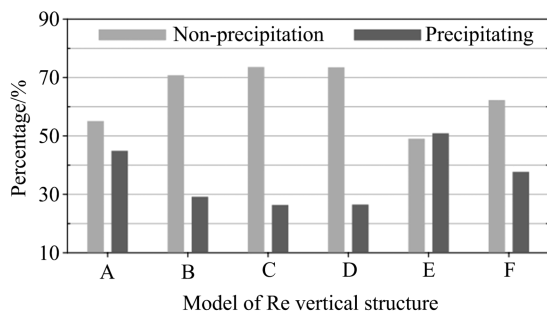 90
Non-precipitation
Precipitating
70
50
30
10
Percentage/%
A
B
C
D
E
F
Model of Re vertical structure